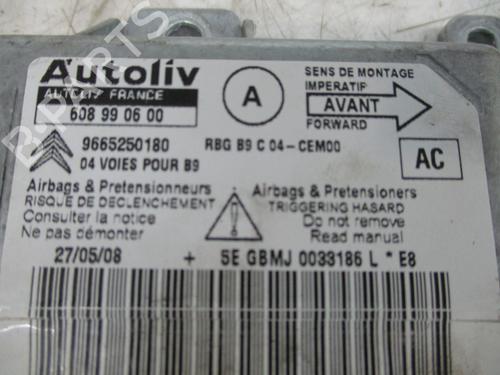 B-PARTS
Autoliv
AUTOLIV FRANCE
608 99 06 00
A
SENS DE MONTAGE
IMPERATIF
AVANT
FORWARD
9665250180
RBG B9 C 04-CEM00
04 VOIES POUR B9
AC
Airbags & Pretensionneurs
RISQUE DE DECLENCHEMENT
Consulter la notice
Ne pas démonter
Airbags & Pretensioners
TRIGGERING HASARD
Do not remove
Read manual
27/05/08 + 5E GBMJ 0033186 L * E8